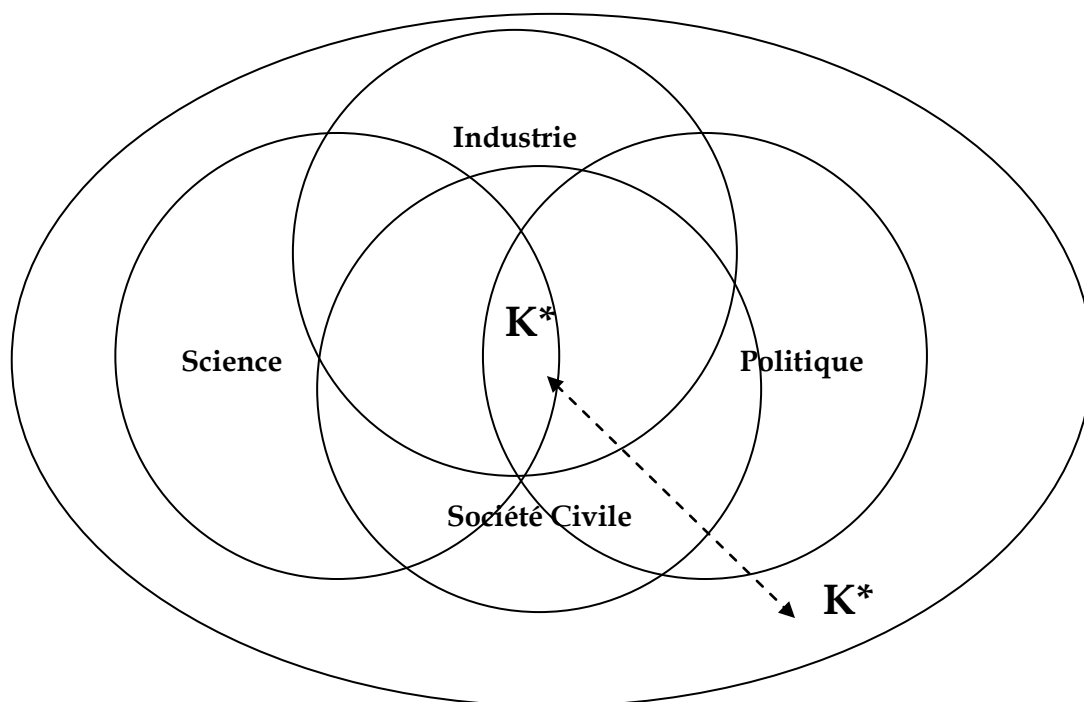 Industrie
K*
Science
Politique
Société Civile
K*